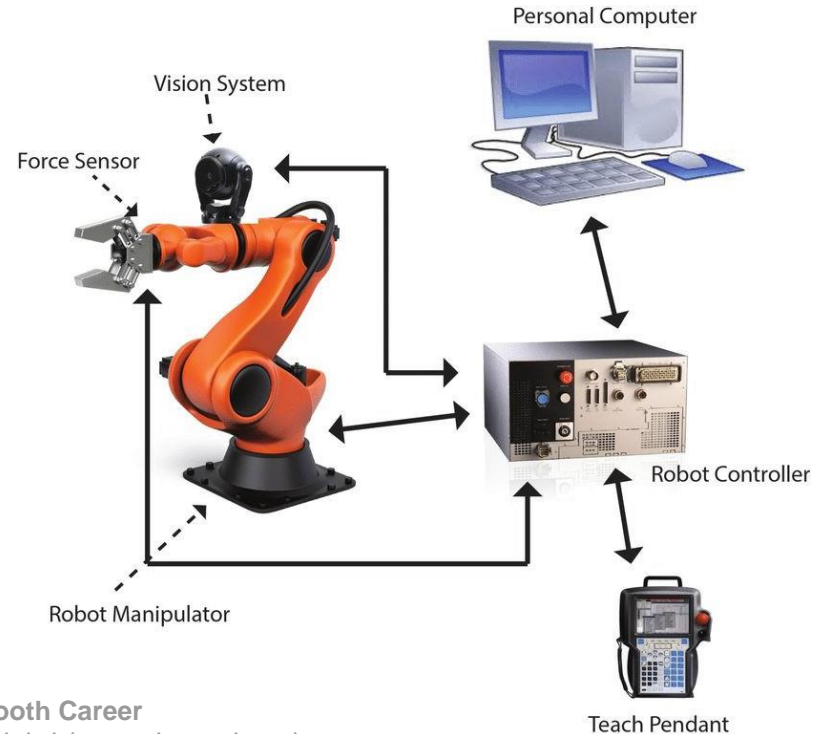 Personal Computer
Vision System
Force Sensor
Robot Controller
Robot Manipulator
Teach Pendant
ooth Career